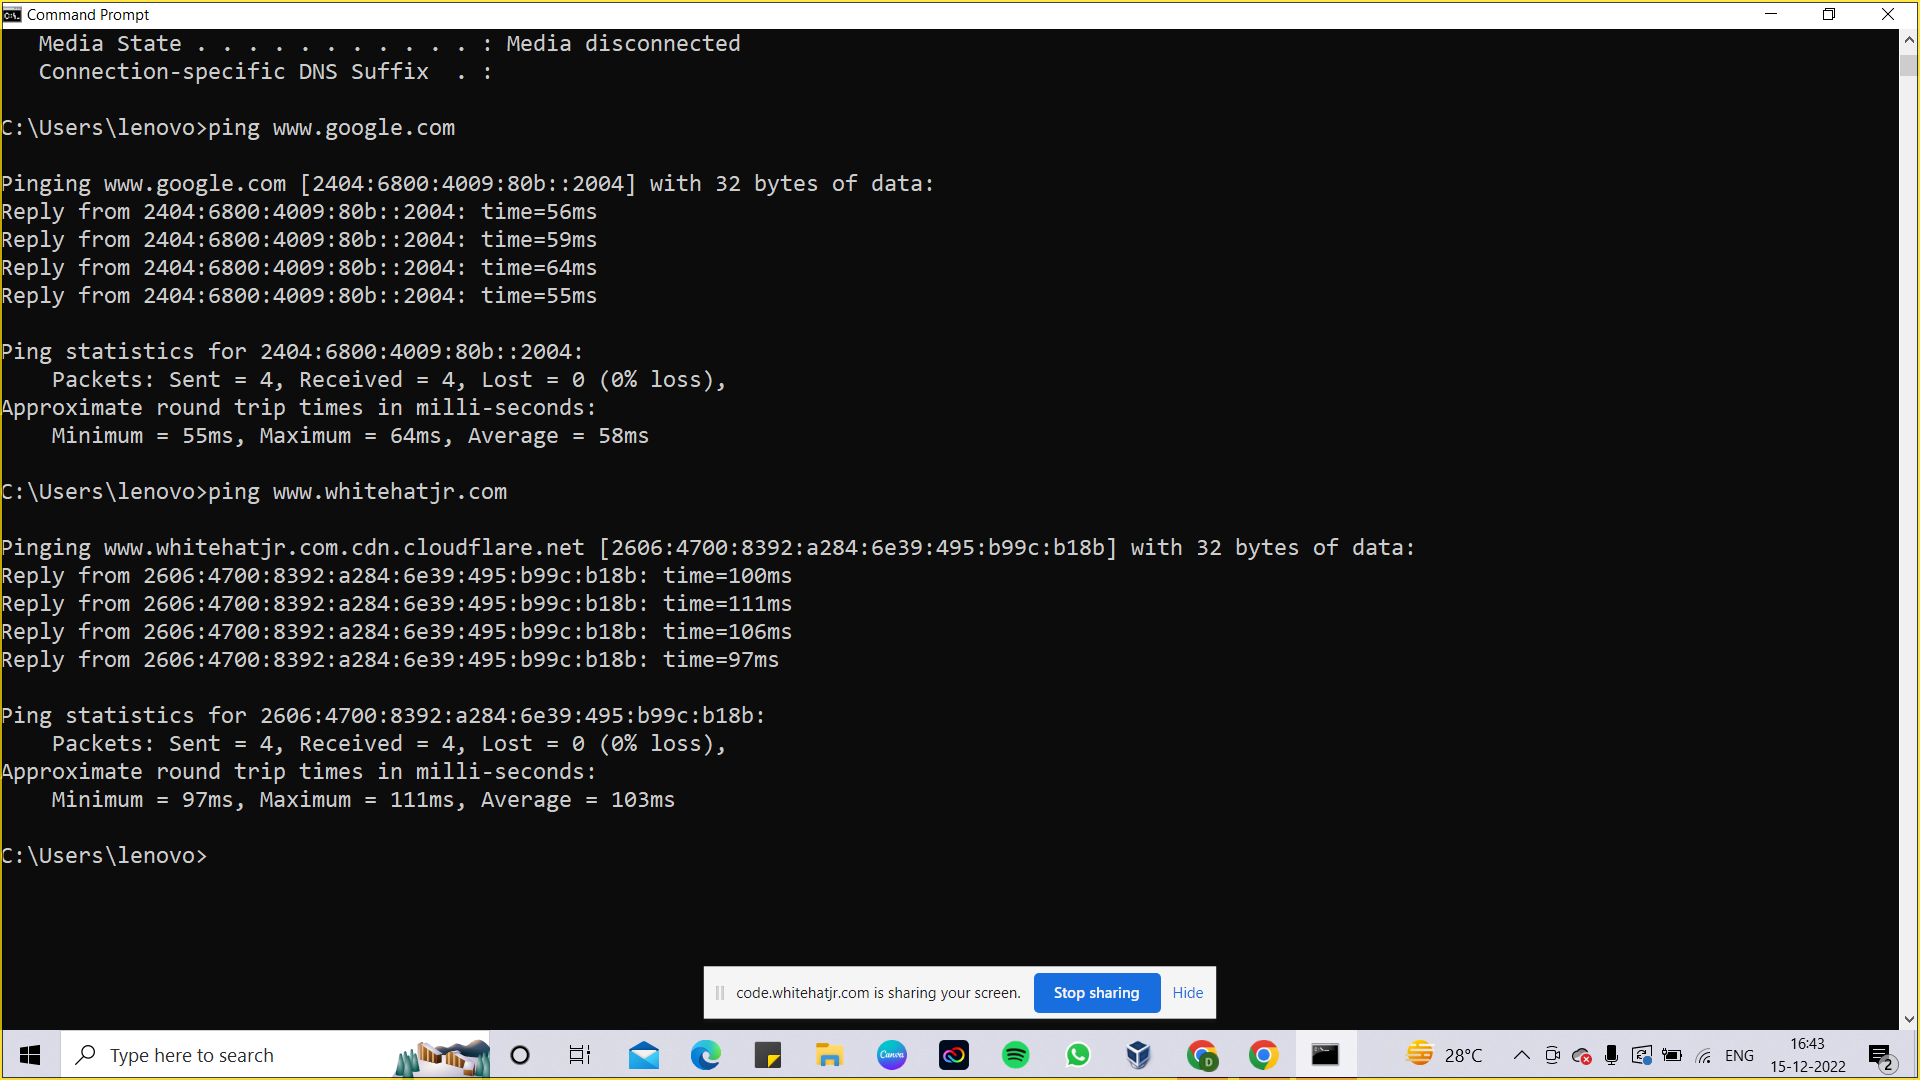 Command Prompt
Media State . . . . . . . . . . . : Media disconnected
Connection-specific DNS Suffix  . :
C:\Users\lenovo>ping www.google.com
Pinging www.google.com [2404:6800:4009:80b::2004] with 32 bytes of data:
Reply from 2404:6800:4009:80b::2004: time=56ms
Reply from 2404:6800:4009:80b::2004: time=59ms
Reply from 2404:6800:4009:80b::2004: time=64ms
Reply from 2404:6800:4009:80b::2004: time=55ms
Ping statistics for 2404:6800:4009:80b::2004:
Packets: Sent = 4, Received = 4, Lost = 0 (0% loss),
Approximate round trip times in milli-seconds:
Minimum = 55ms, Maximum = 64ms, Average = 58ms
C:\Users\lenovo>ping www.whitehatjr.com
Pinging www.whitehatjr.com.cdn.cloudflare.net [2606:4700:8392:a284:6e39:495:b99c:b18b] with 32 bytes of data:
Reply from 2606:4700:8392:a284:6e39:495:b99c:b18b: time=100ms
Reply from 2606:4700:8392:a284:6e39:495:b99c:b18b: time=111ms
Reply from 2606:4700:8392:a284:6e39:495:b99c:b18b: time=106ms
Reply from 2606:4700:8392:a284:6e39:495:b99c:b18b: time=97ms
Ping statistics for 2606:4700:8392:a284:6e39:495:b99c:b18b:
Packets: Sent = 4, Received = 4, Lost = 0 (0% loss),
Approximate round trip times in milli-seconds:
Minimum = 97ms, Maximum = 111ms, Average = 103ms
C:\Users\lenovo>
code.whitehatjr.com is sharing your screen. Stop sharing Hide
Type here to search
Canva
D
28°C
ENG
16:43
15-12-2022
2